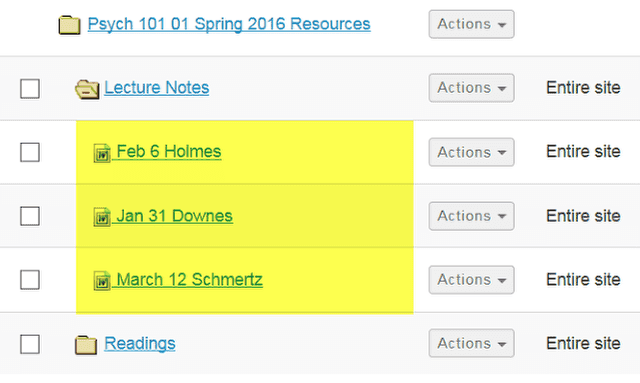 Psych 101 01 Spring 2016 Resources Actions
Lecture Notes Actions Entire site
Feb 6 Holmes Actions Entire site
Jan 31 Downes Actions Entire site
March 12 Schmertz Actions Entire site
Readings Actions Entire site